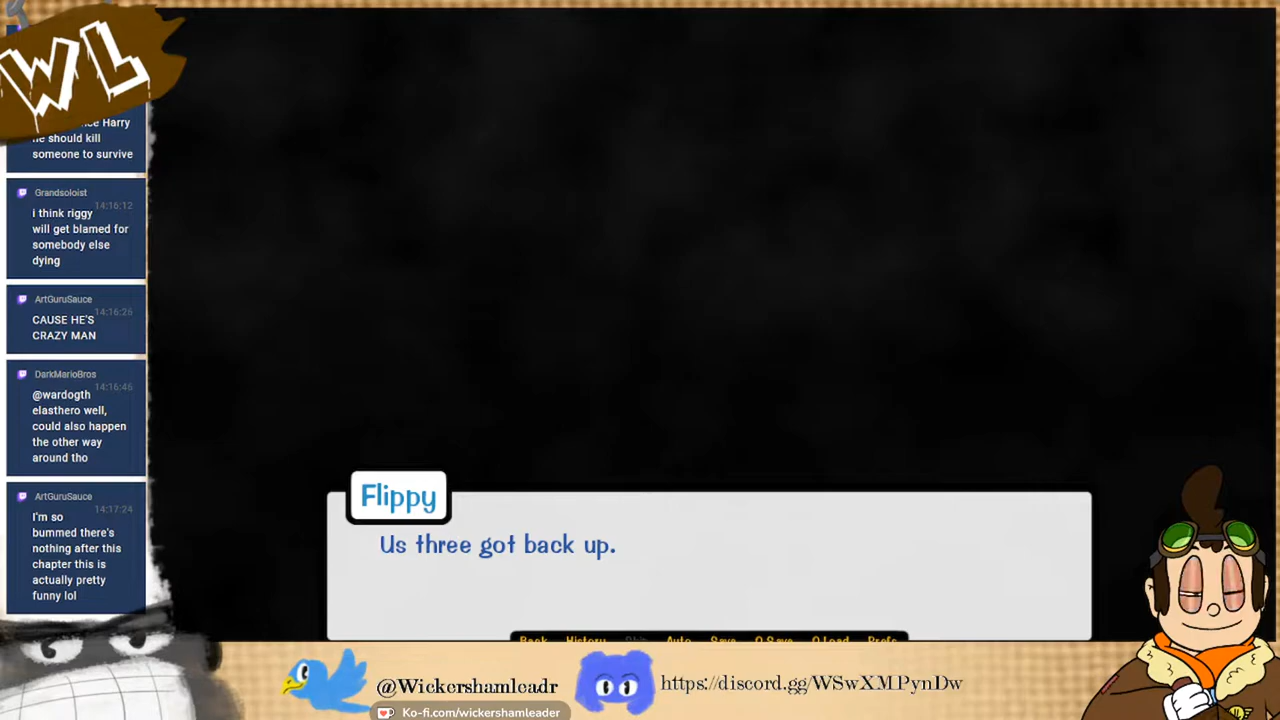 WL
Harry
he should kill
someone to survive
Grandsoloist
14:16:12
i think riggy
will get blamed for
somebody else
dying
ArtGuruSauce
14:16:26
CAUSE HE'S
CRAZY MAN
DarkMarioBros
14:16:46
@wardogth
elasthero well,
could also happen
the other way
around tho
ArtGuruSauce
14:17:24
I'm so
bummed there's
nothing after this
chapter this is
actually pretty
funny lol
Flippy
Us three got back up.
Back History Skip Auto Save Q.Save Q.Load Prefs
@Wickershamleadr
https://discord.gg/WSwXMPynDw
Ko-fi.com/wickershamleader